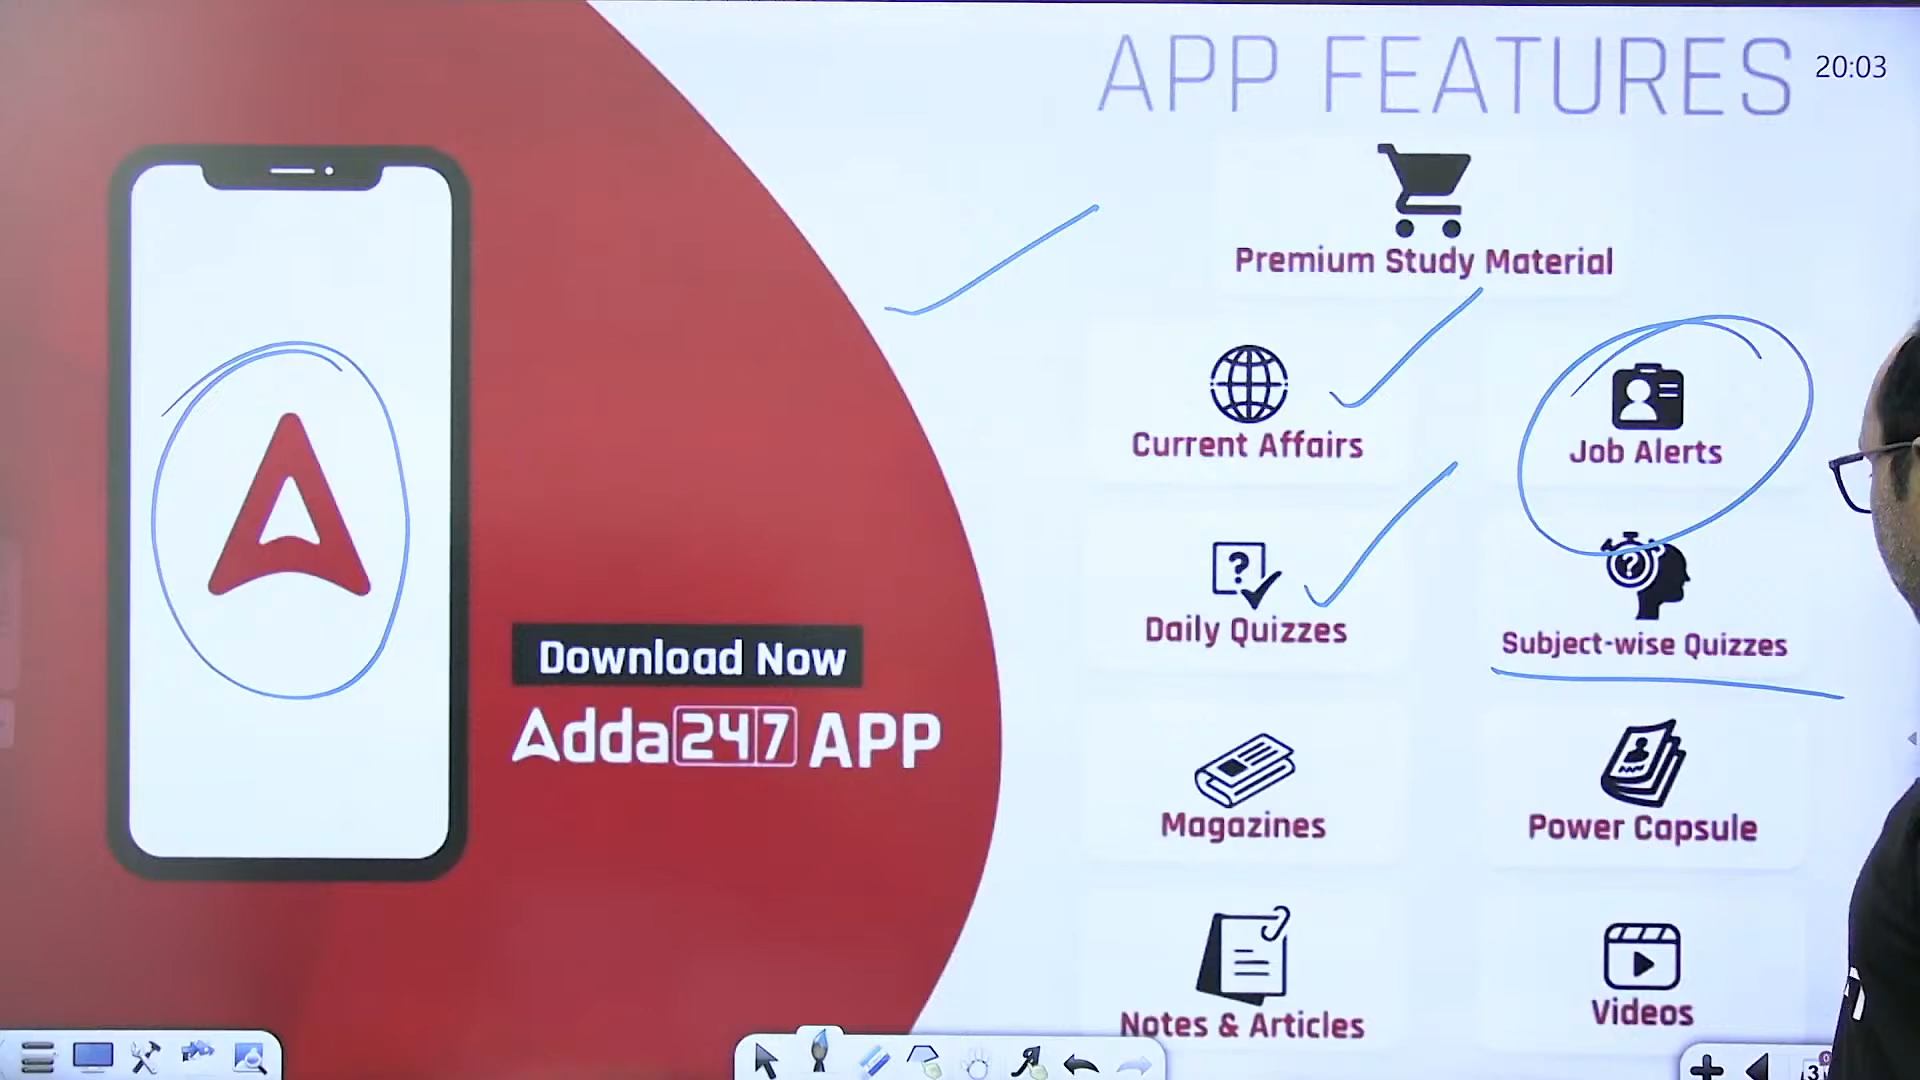 APP FEATURES
20:03
Premium Study Material
Current Affairs
Job Alerts
Daily Quizzes
Subject-wise Quizzes
Download Now
Adda247 APP
Magazines
Power Capsule
Notes & Articles
Videos